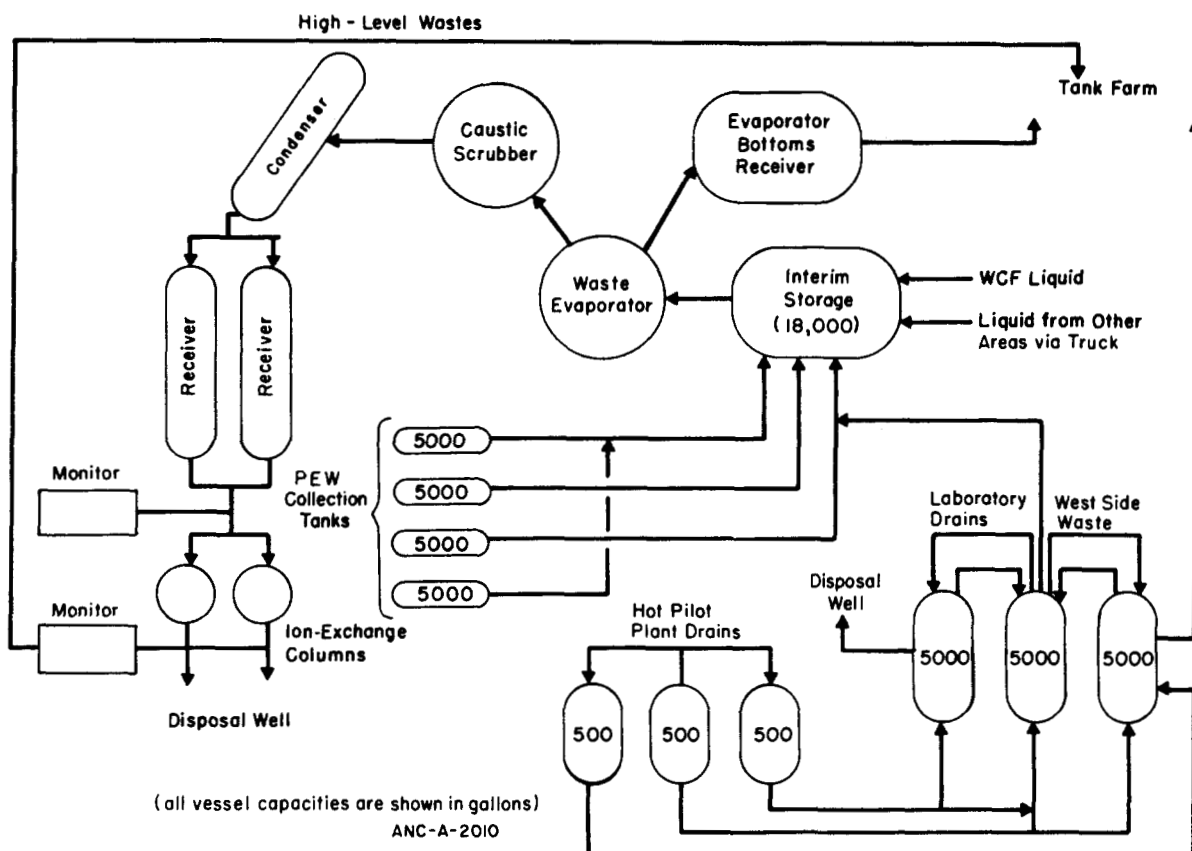 High - Level Wastes
Tank Farm
Condenser
Caustic
Scrubber
Evaporator
Bottoms
Receiver
Waste
Evaporator
Interim
Storage
(18,000)
WCF Liquid
Liquid from Other
Areas via Truck
Receiver
Receiver
Monitor
PEW
Collection
Tanks
5000
5000
5000
5000
Laboratory
Drains
West Side
Waste
Disposal
Well
5000
5000
5000
Monitor
Ion-Exchange
Columns
Disposal Well
Hot Pilot
Plant Drains
500
500
500
(all vessel capacities are shown in gallons)
ANC-A-2010